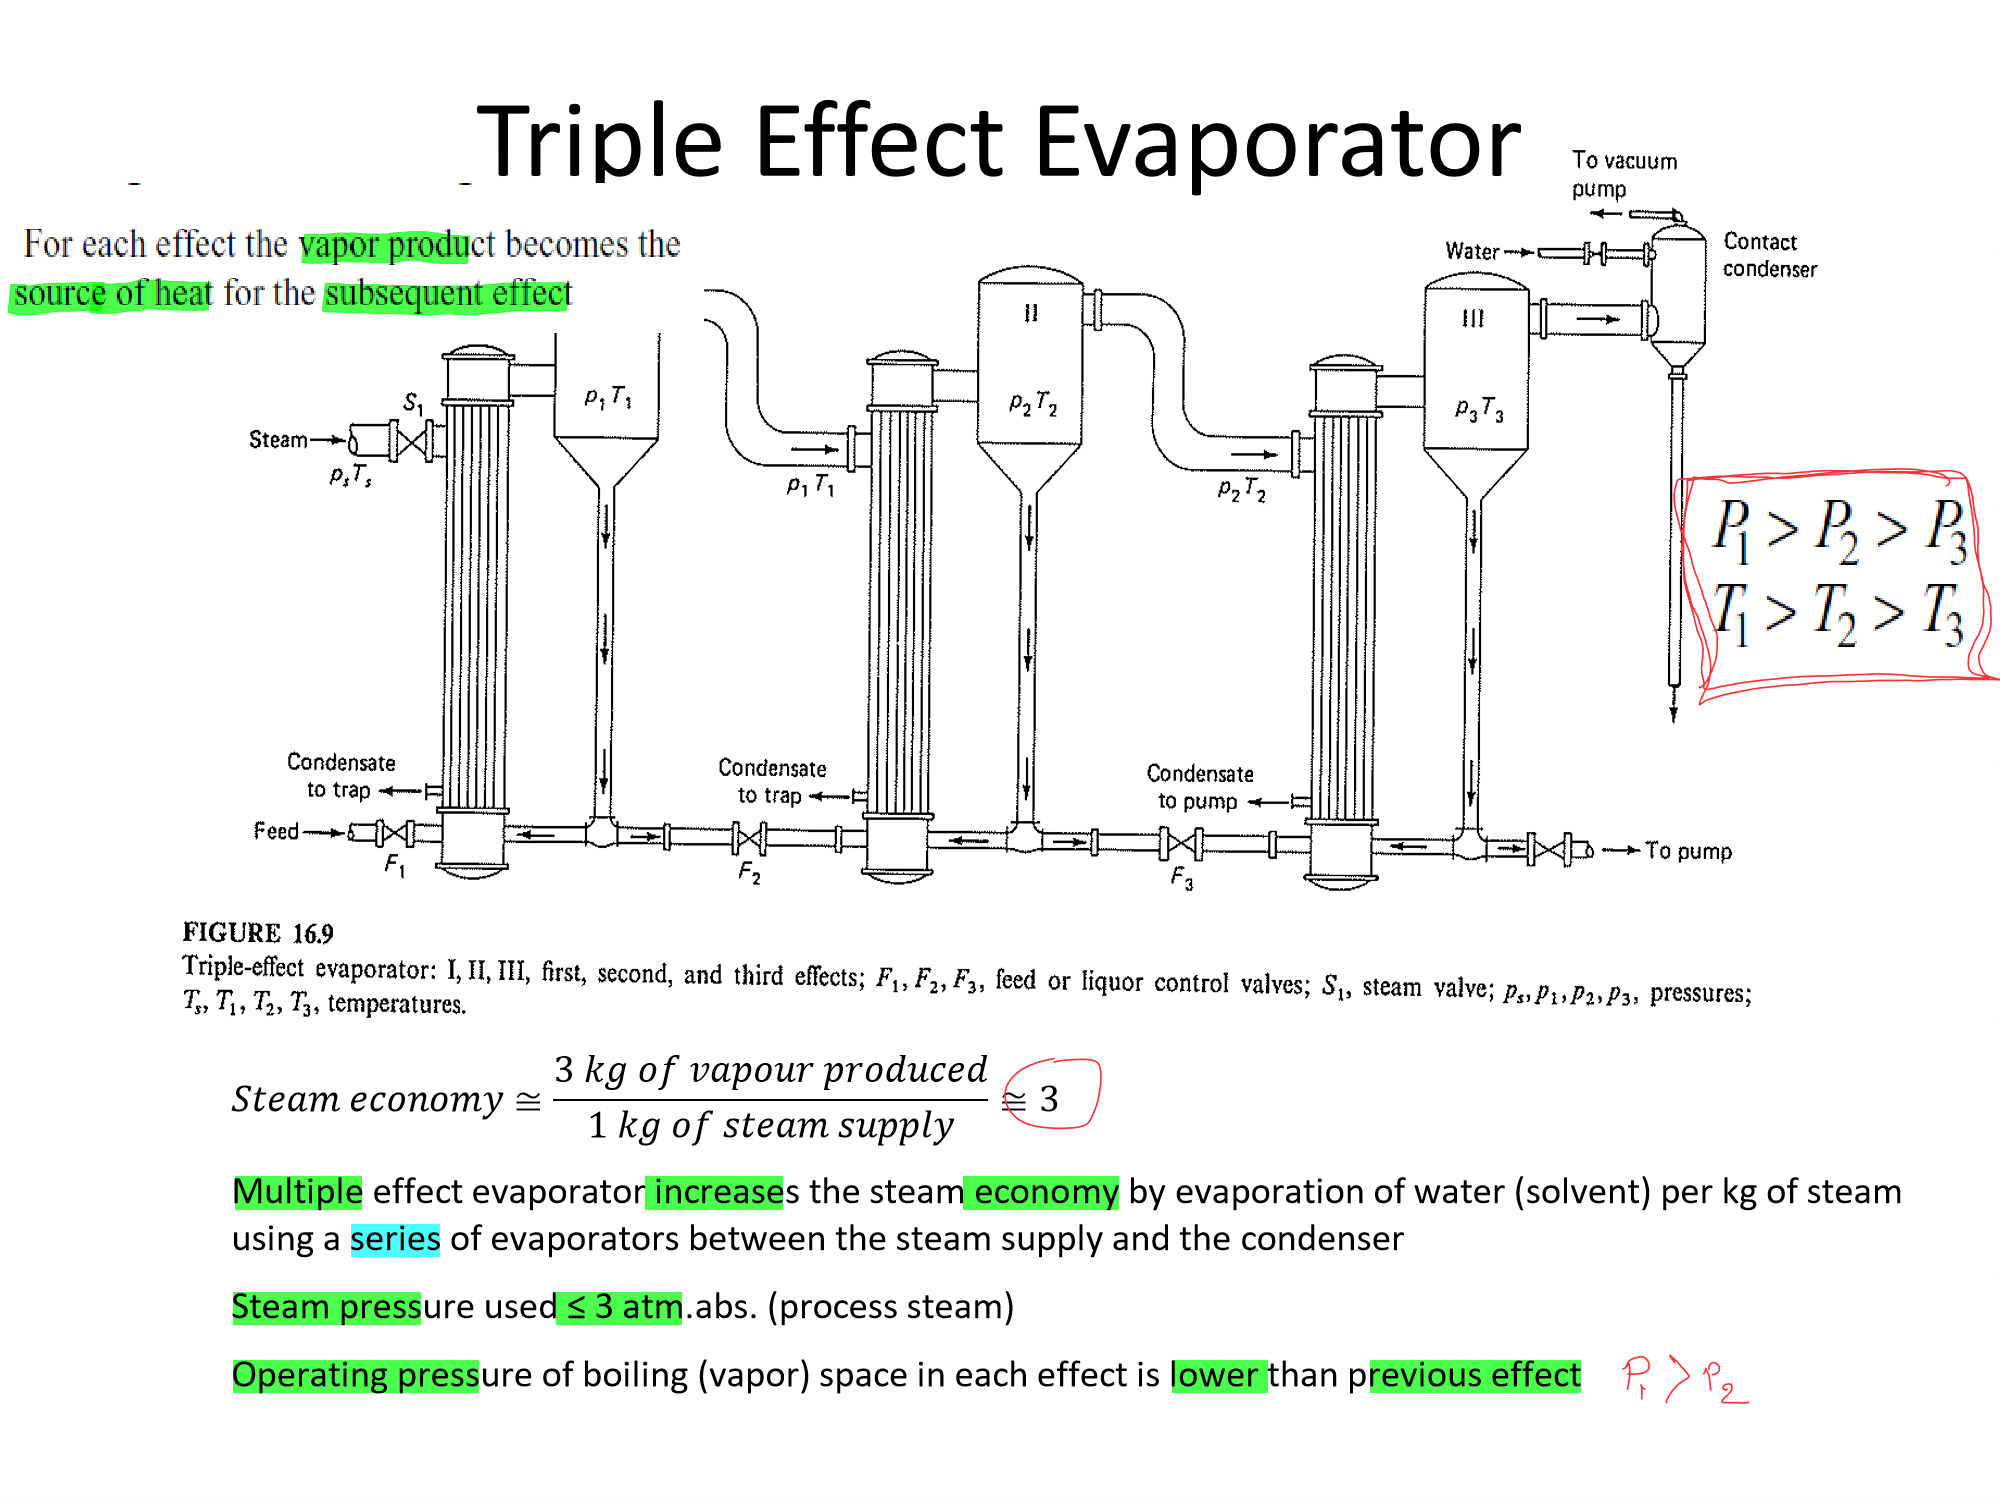 Triple Effect Evaporator
For each effect the vapor product becomes the
source of heat for the subsequent effect
To vacuum
pump
Water
Contact
condenser
II
III
S₁
p₁T₁
p₂T₂
p₃T₃
Steam
pₛTₛ
p₁T₁
p₂T₂
P₁ > P₂ > P₃
T₁ > T₂ > T₃
Condensate
to trap
Condensate
to trap
Condensate
to pump
Feed
F₁
F₂
F₃
To pump
FIGURE 16.9
Triple-effect evaporator: I, II, III, first, second, and third effects; F₁, F₂, F₃, feed or liquor control valves; S₁, steam valve; pₛ, p₁, p₂, p₃, pressures;
Tₛ, T₁, T₂, T₃, temperatures.
Steam economy ≅ 3 kg of vapour produced / 1 kg of steam supply ≅ 3
Multiple effect evaporator increases the steam economy by evaporation of water (solvent) per kg of steam
using a series of evaporators between the steam supply and the condenser
Steam pressure used ≤ 3 atm.abs. (process steam)
Operating pressure of boiling (vapor) space in each effect is lower than previous effect P₁ > P₂